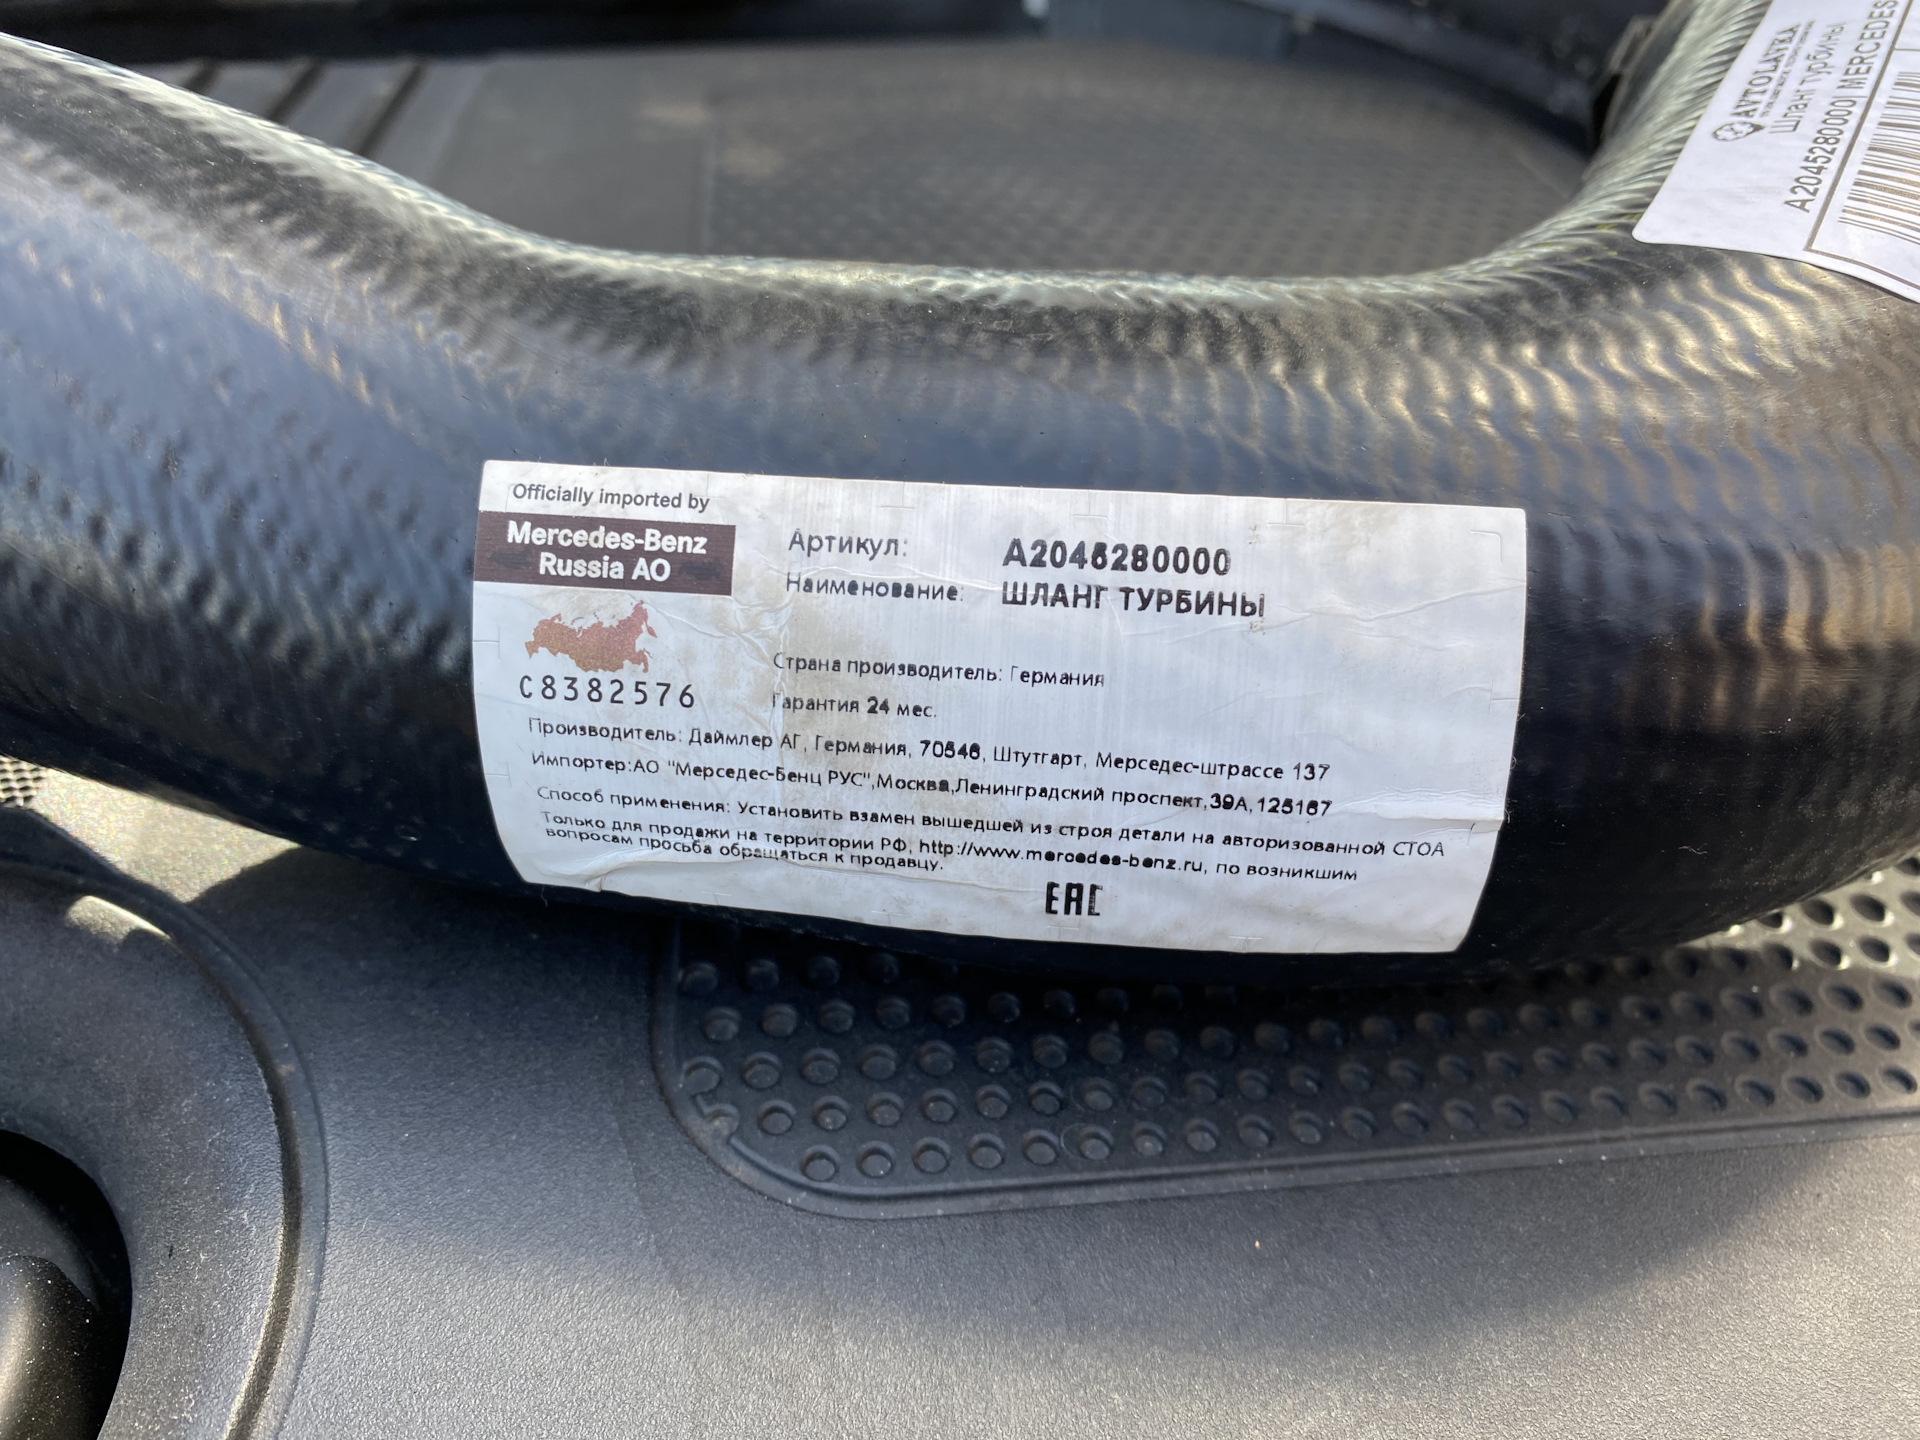 AVTOLAVKA
Шланг турбины
A2045280000 MERCEDES
Officially imported by
Mercedes-Benz
Russia AO
C8382576
Артикул: A2045280000
Наименование: ШЛАНГ ТУРБИНЫ
Страна производитель: Германия
Гарантия 24 мес.
Производитель: Даймлер АГ, Германия, 70546, Штутгарт, Мерседес-штрассе 137
Импортер:АО "Мерседес-Бенц РУС",Москва,Ленинградский проспект,39А,125167
Способ применения: Установить взамен вышедшей из строя детали на авторизованной СТОА
Только для продажи на территории РФ, http://www.mercedes-benz.ru, по возникшим
вопросам просьба обращаться к продавцу.
EAC